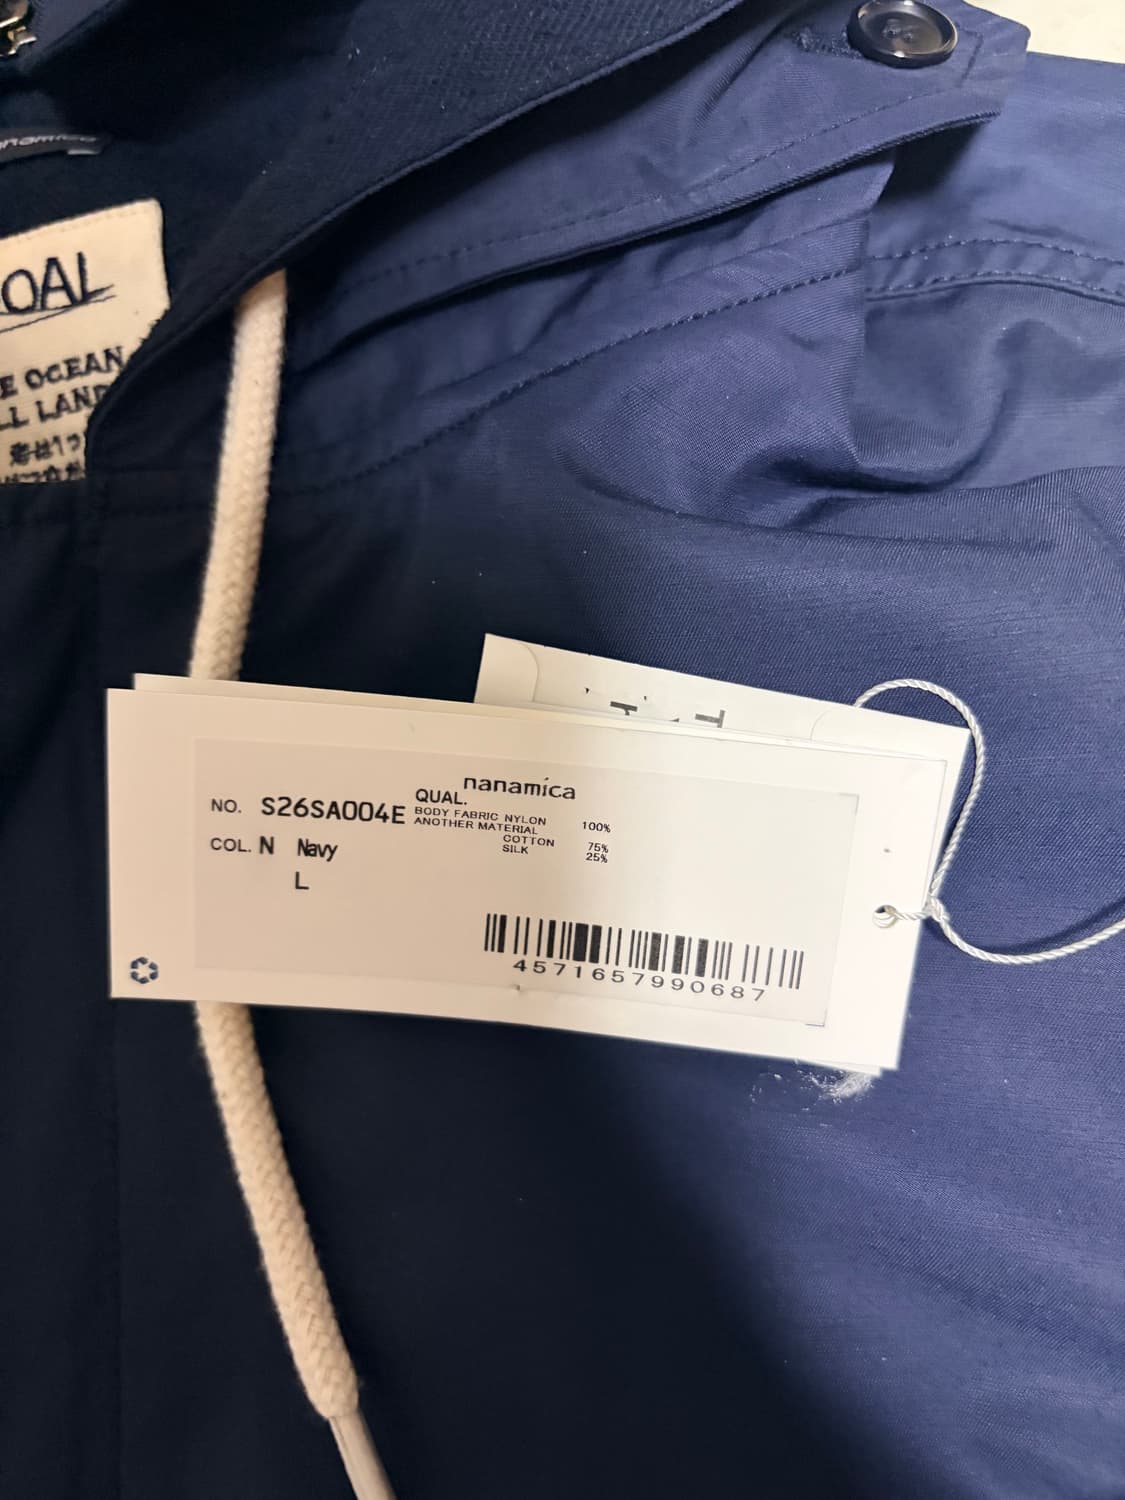 OAL
E OCEAN
LL LAND
nanamica
NO. S26SA004E
QUAL.
BODY FABRIC NYLON 100%
ANOTHER MATERIAL
COTTON 75%
SILK 25%
COL. N Navy
L
4571657990687